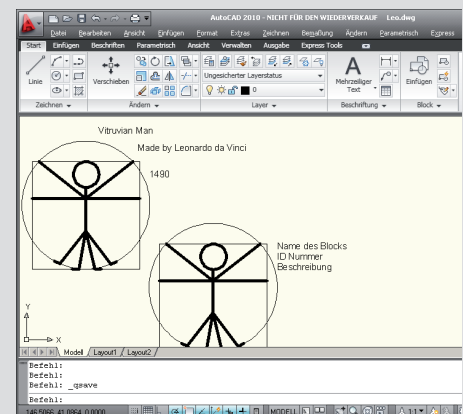 AutoCAD 2010 - NICHT FÜR DEN WIEDERVERKAUF Leo.dwg
Datei Bearbeiten Ansicht Einfügen Format Extras Zeichnen Bemaßung Ändern Parametrisch Express
Start Einfügen Beschriften Parametrisch Ansicht Verwalten Ausgabe Express Tools
Linie Verschieben Ungesicherter Layerstatus Mehrzeiliger Text Einfügen
0
Zeichnen Ändern Layer Beschriftung Block
Vitruvian Man
Made by Leonardo da Vinci
1490
Name des Blocks
ID Nummer
Beschreibung
Y
X
Modell Layout1 Layout2
Befehl:
Befehl:
Befehl: _qsave
Befehl:
MODELL 1:1